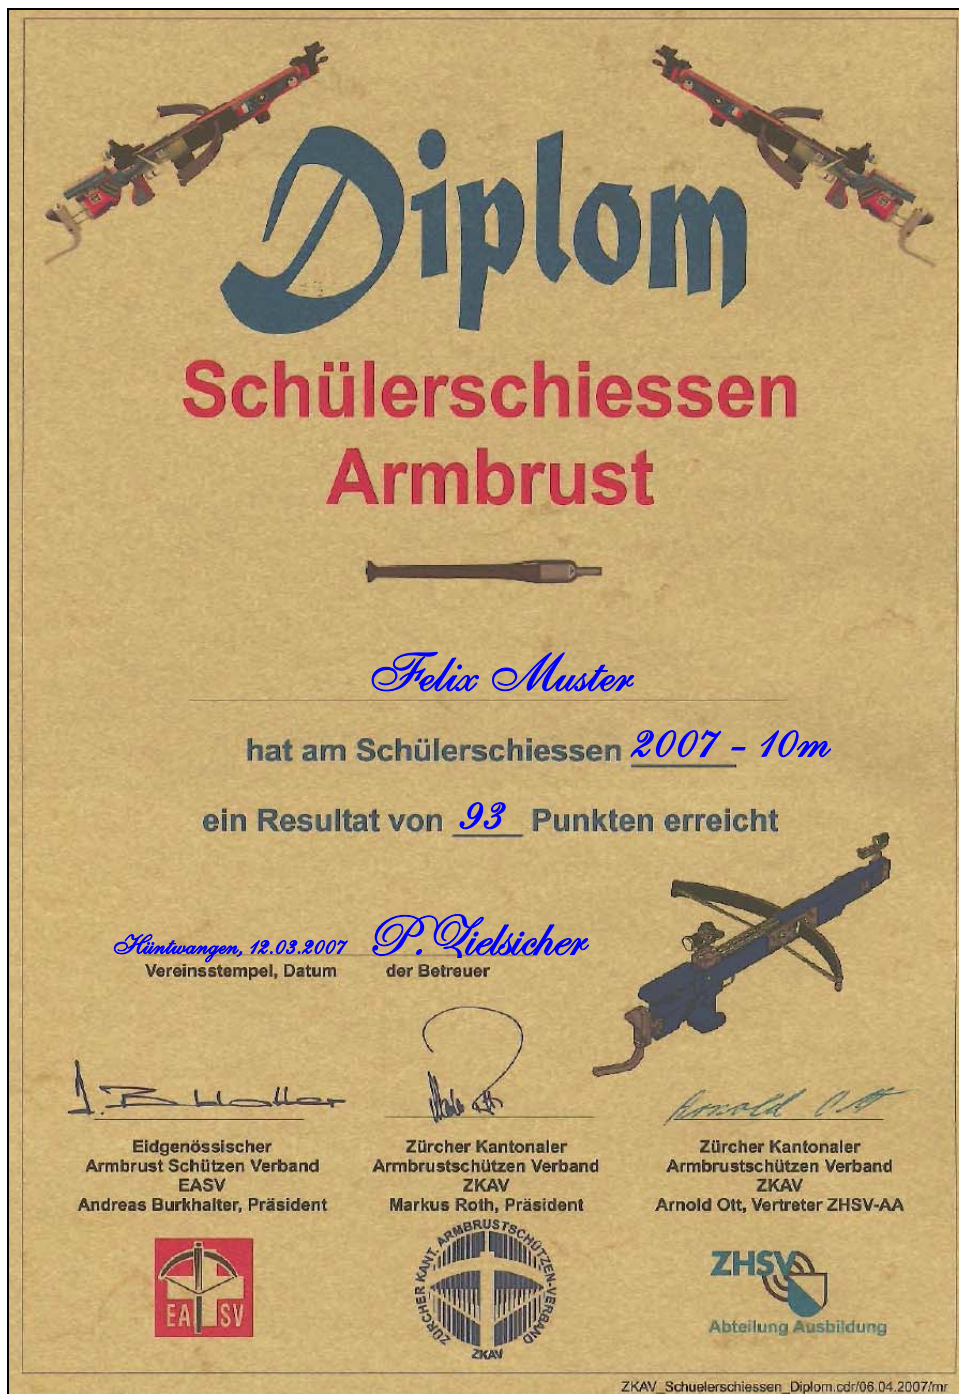 Diplom
Schülerschiessen
Armbrust
Felix Muster
hat am Schülerschiessen 2007 - 10m
ein Resultat von 93 Punkten erreicht
Hüntwangen, 12.03.2007 P. Zielsicher
Vereinsstempel, Datum der Betreuer
Eidgenössischer
Armbrust Schützen Verband
EASV
Andreas Burkhalter, Präsident
Zürcher Kantonaler
Armbrustschützen Verband
ZKAV
Markus Roth, Präsident
Arnold Ott
Zürcher Kantonaler
Armbrustschützen Verband
ZKAV
Arnold Ott, Vertreter ZHSV-AA
EASV
ZÜRCHER KANT. ARMBRUSTSCHÜTZEN-VERBAND
ZKAV
ZHSV
Abteilung Ausbildung
ZKAV_Schuelerschiessen_Diplom.cdr/06.04.2007/mr